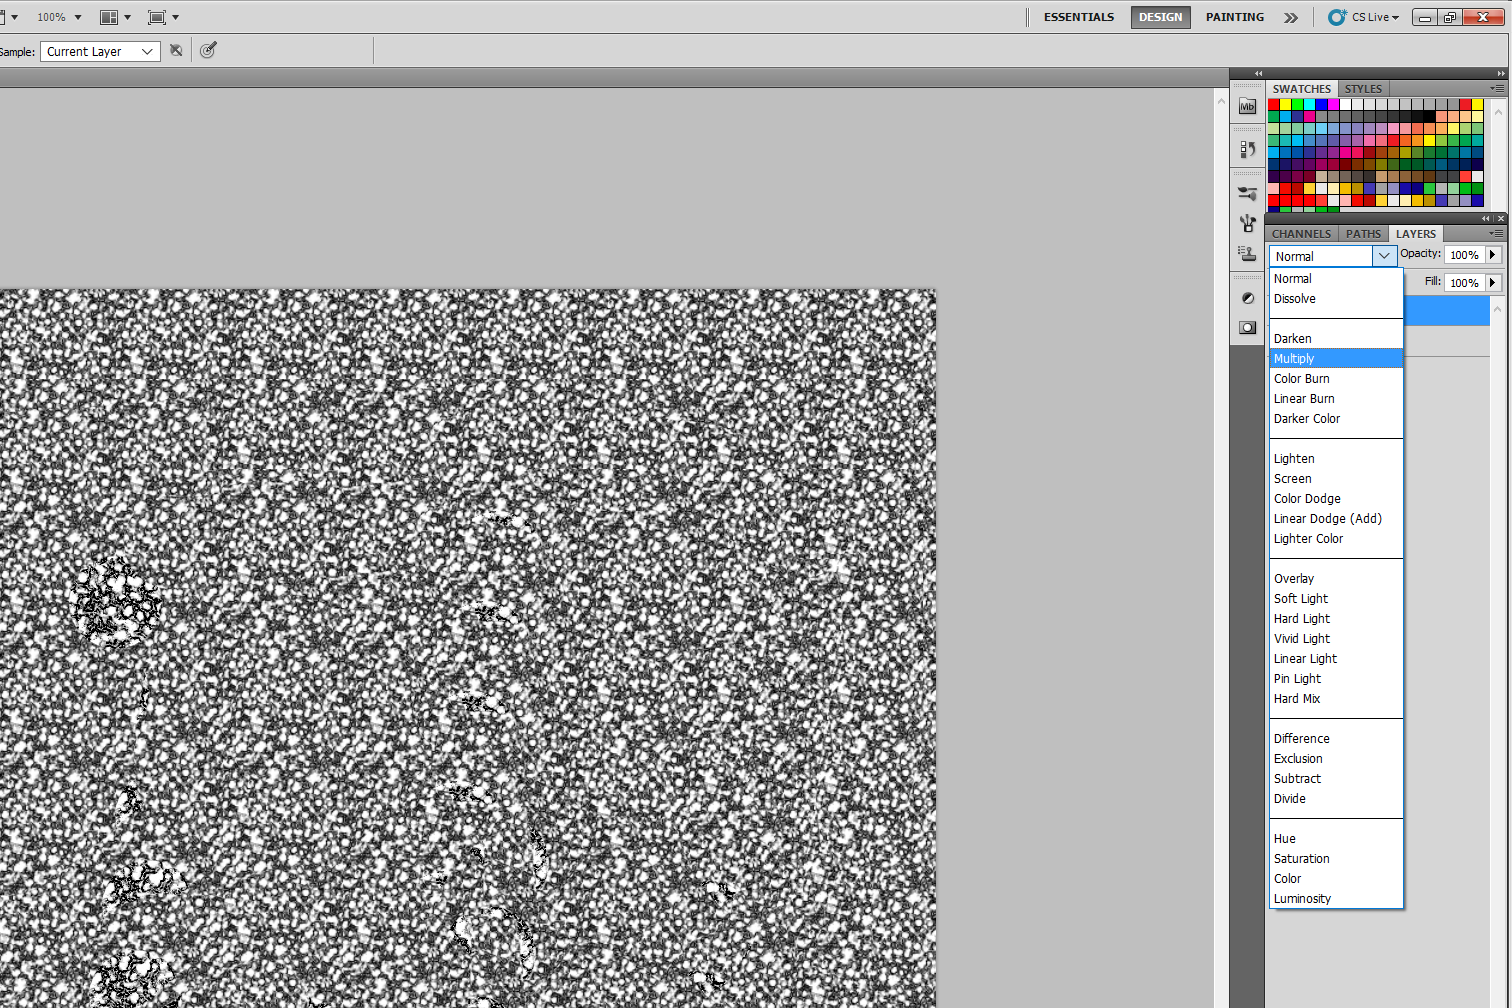 100%
ESSENTIALS
DESIGN
PAINTING
CS Live
Sample:
Current Layer
SWATCHES
STYLES
Mb
CHANNELS
PATHS
LAYERS
Normal
Opacity:
100%
Fill:
100%
Normal
Dissolve
Darken
Multiply
Color Burn
Linear Burn
Darker Color
Lighten
Screen
Color Dodge
Linear Dodge (Add)
Lighter Color
Overlay
Soft Light
Hard Light
Vivid Light
Linear Light
Pin Light
Hard Mix
Difference
Exclusion
Subtract
Divide
Hue
Saturation
Color
Luminosity